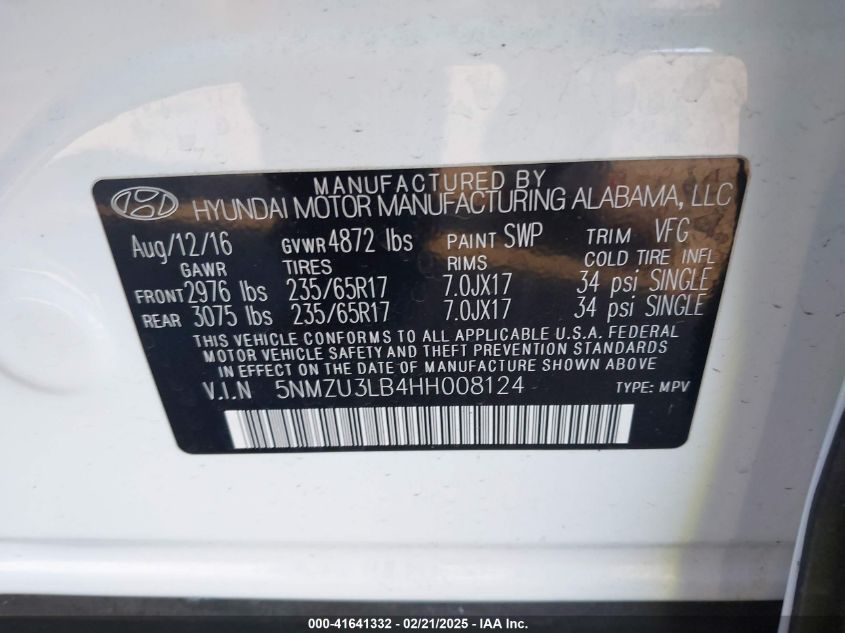 MANUFACTURED BY
HYUNDAI MOTOR MANUFACTURING ALABAMA, LLC
Aug/12/16 GVWR 4872 lbs PAINT SWP TRIM VFG
GAWR TIRES RIMS COLD TIRE INFL
FRONT 2976 lbs 235/65R17 7.0JX17 34 psi SINGLE
REAR 3075 lbs 235/65R17 7.0JX17 34 psi SINGLE
THIS VEHICLE CONFORMS TO ALL APPLICABLE U.S.A. FEDERAL
MOTOR VEHICLE SAFETY AND THEFT PREVENTION STANDARDS
IN EFFECT ON THE DATE OF MANUFACTURE SHOWN ABOVE.
V.I.N 5NMZU3LB4HH008124 TYPE: MPV
000-41641332 - 02/21/2025 - IAA Inc.